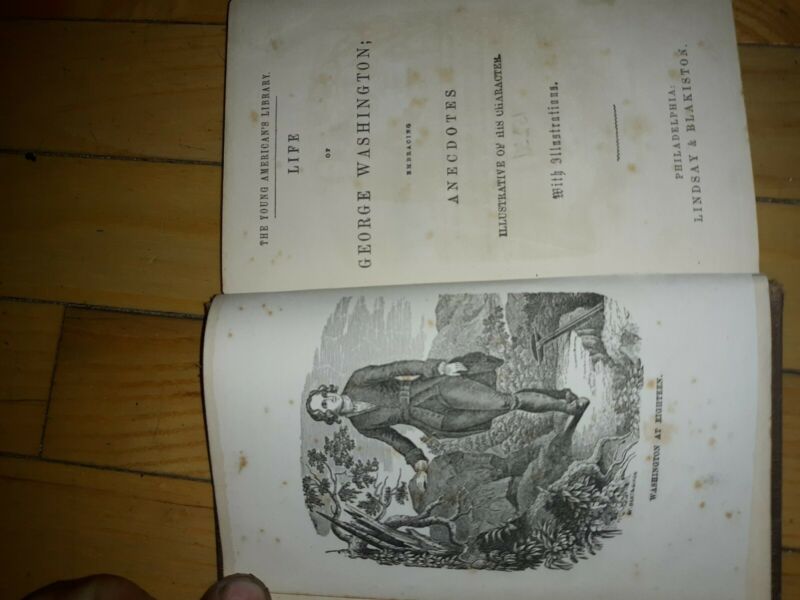 THE YOUNG AMERICAN'S LIBRARY.
LIFE
OF
GEORGE WASHINGTON;
EMBRACING
ANECDOTES
ILLUSTRATIVE OF HIS CHARACTER.
With Illustrations.
PHILADELPHIA:
LINDSAY & BLAKISTON.
WASHINGTON AT EIGHTEEN.